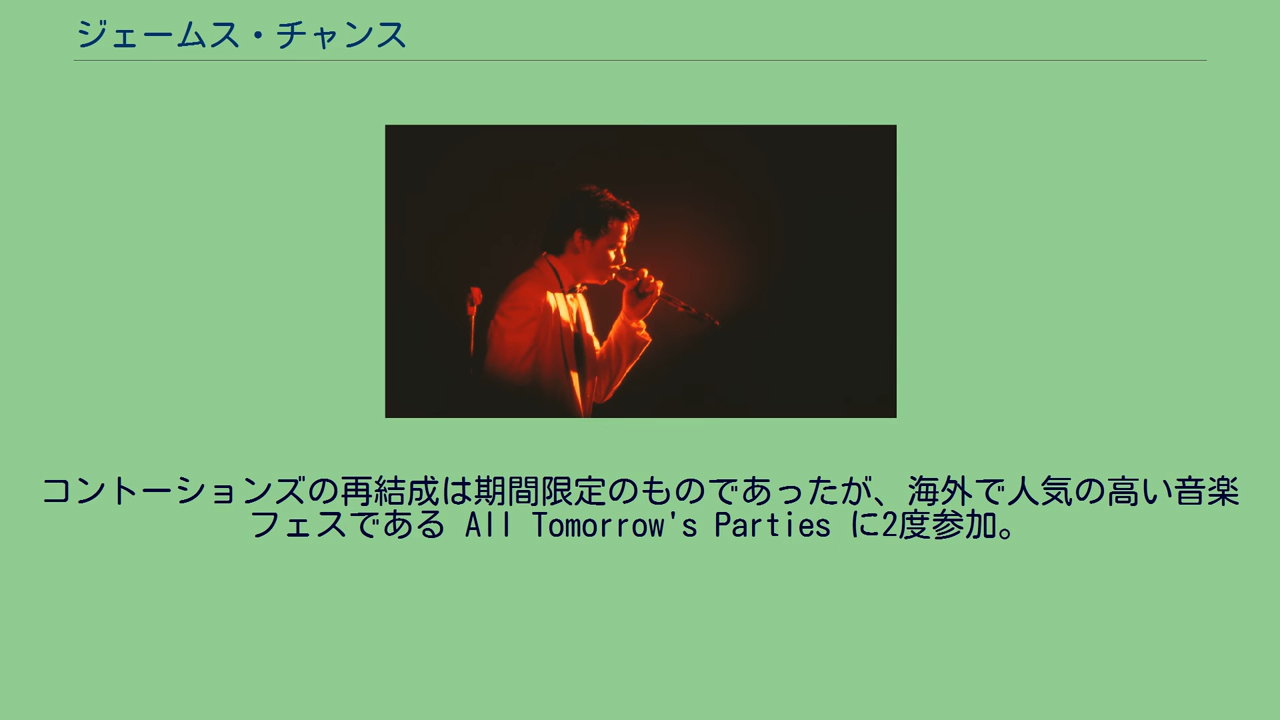 ジェームス・チャンス
コントーションズの再結成は期間限定のものであったが、海外で人気の高い音楽
フェスである All Tomorrow's Parties に2度参加。